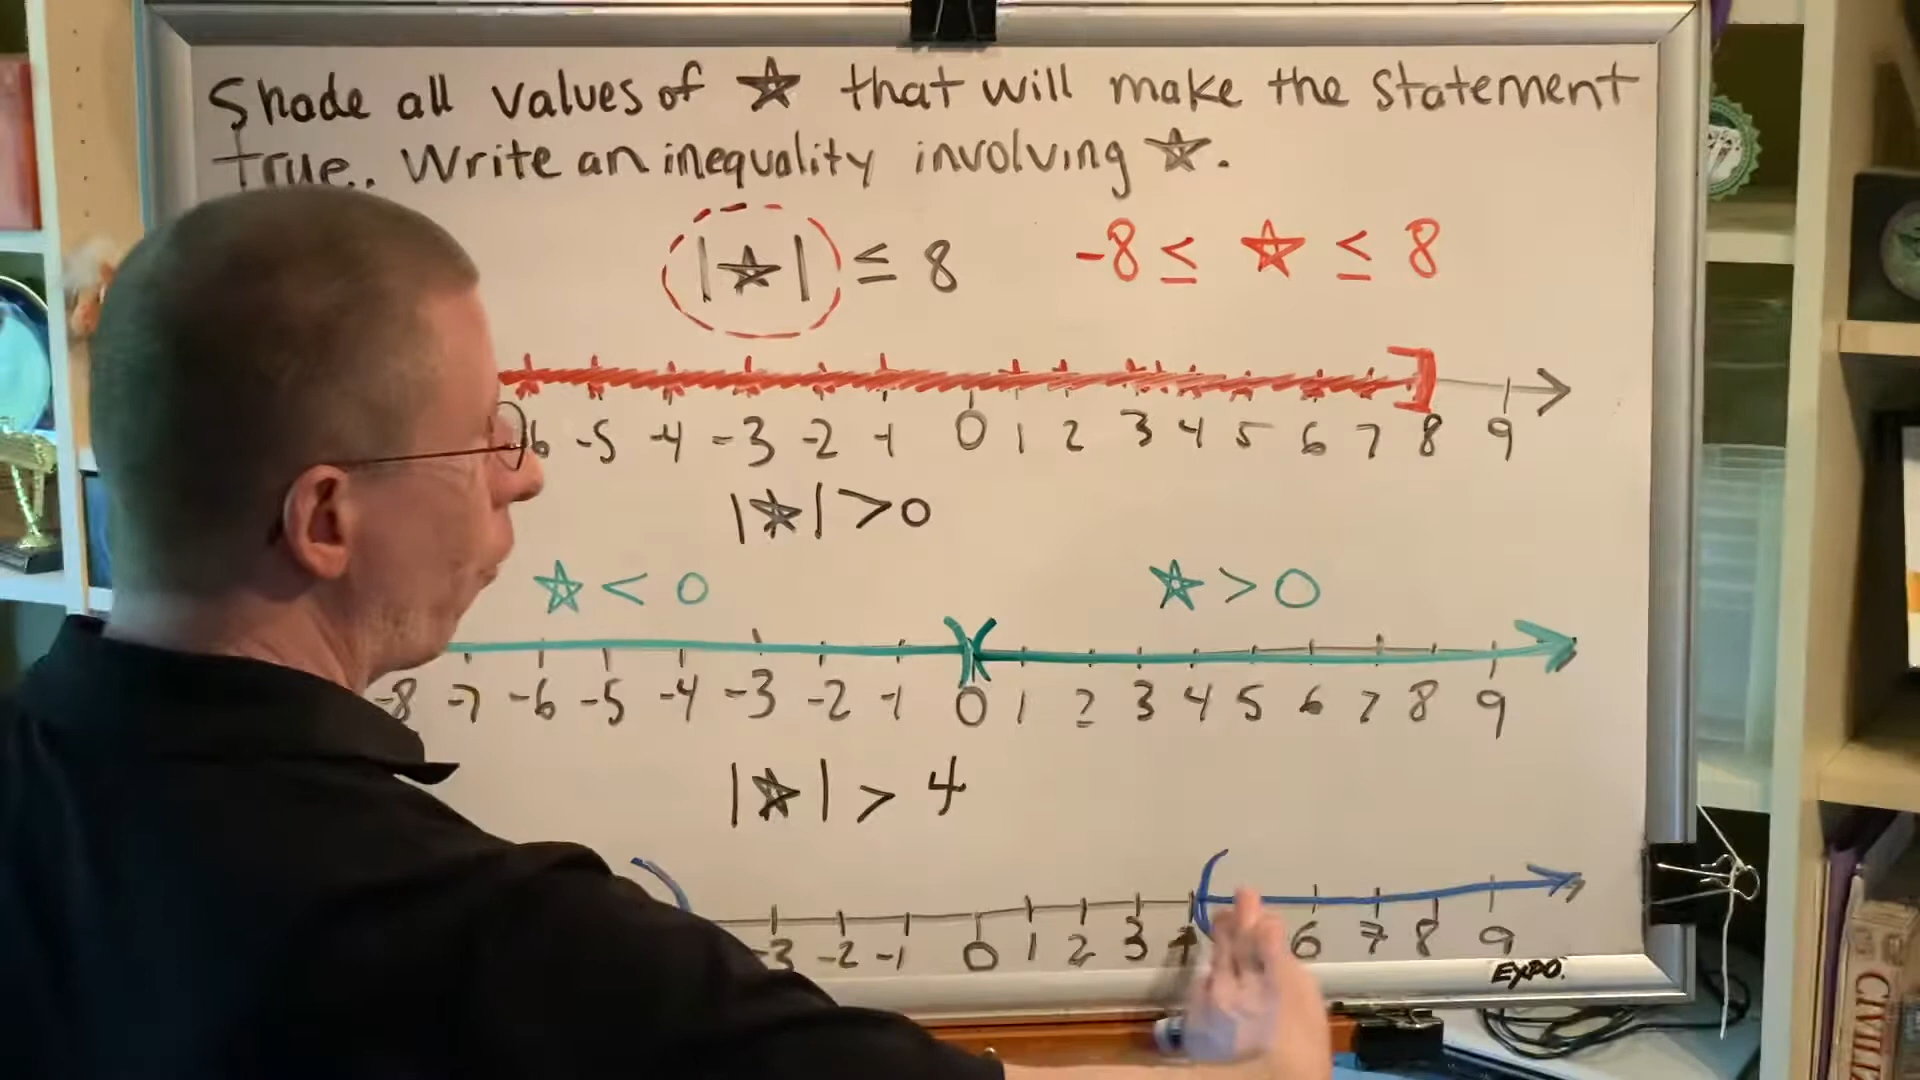 Shade all values of ☆ that will make the statement
true.. Write an inequality involving ☆.
|☆| ≤ 8 -8 ≤ ☆ ≤ 8
-5 -4 -3 -2 -1 0 1 2 3 4 5 6 7 8 9
|☆| > 0
☆ < 0 ☆ > 0
-8 -7 -6 -5 -4 -3 -2 -1 0 1 2 3 4 5 6 7 8 9
|☆| > 4
-3 -2 -1 0 1 2 3 4 6 7 8 9
EXPO.